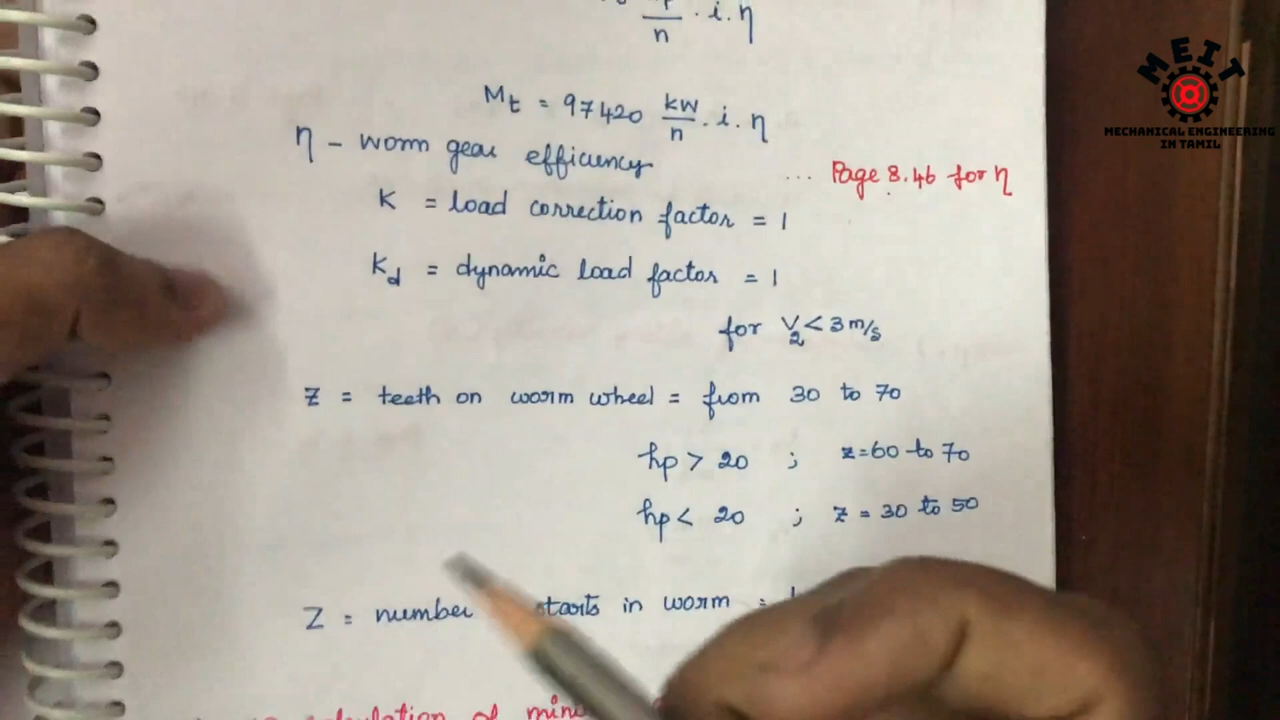 n . i . η
Mt = 97420 kW/n . i . η
η - worm gear efficiency
... Page 8.46 for η
K = load correction factor = 1
Kd = dynamic load factor = 1
for V2 < 3 m/s
Z = teeth on worm wheel = from 30 to 70
hp > 20 ; z = 60 to 70
hp < 20 ; z = 30 to 50
Z = number starts in worm =
calculation of
MEIT
MECHANICAL ENGINEERING
IN TAMIL